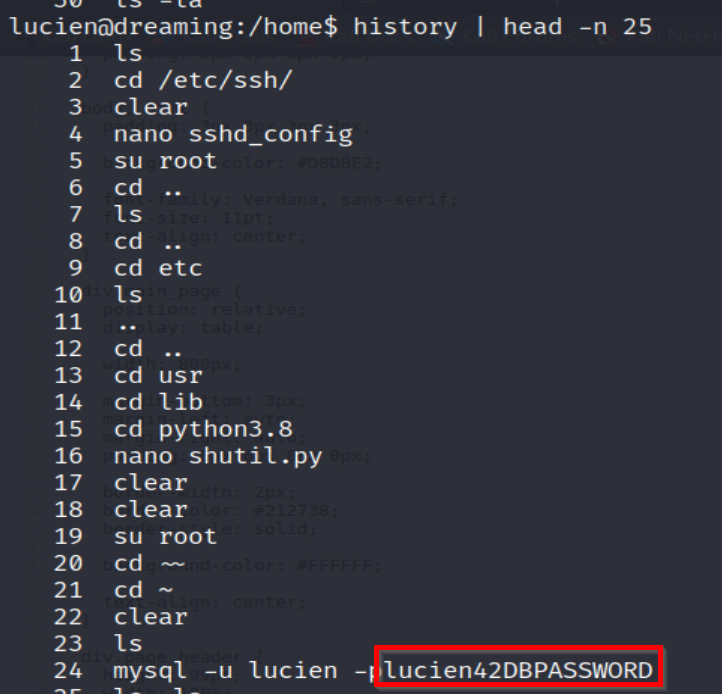 30 ls -la
lucien@dreaming:/home$ history | head -n 25
1 ls
2 cd /etc/ssh/
3 clear
4 nano sshd_config
5 su root
6 cd ..
7 ls
8 cd ..
9 cd etc
10 ls
11 ..
12 cd ..
13 cd usr
14 cd lib
15 cd python3.8
16 nano shutil.py
17 clear
18 clear
19 su root
20 cd ~~
21 cd ~
22 clear
23 ls
24 mysql -u lucien -plucien42DBPASSWORD
25 ls -la